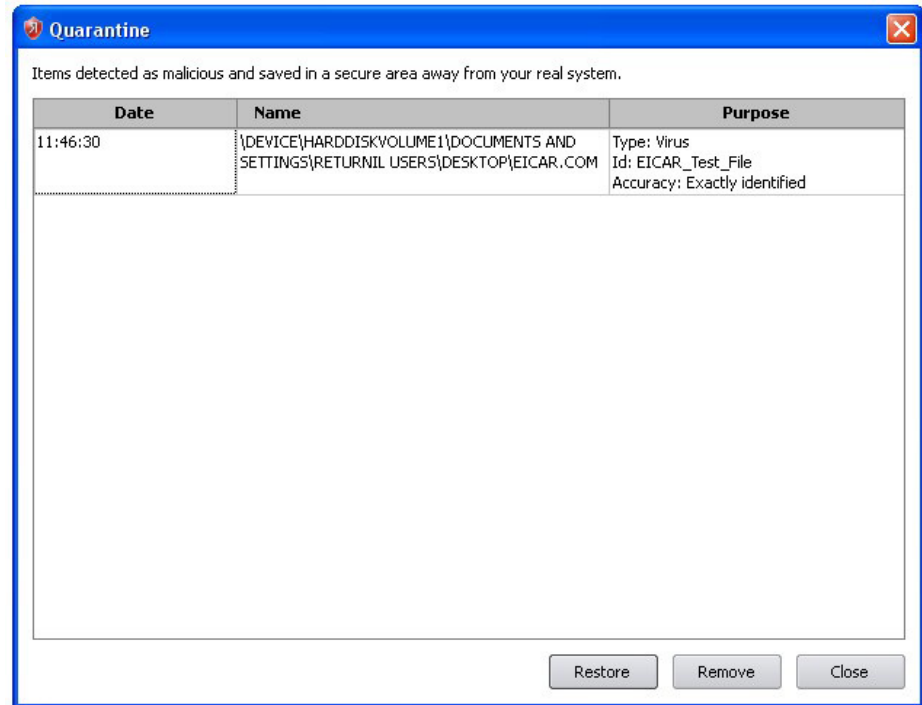 Quarantine
Items detected as malicious and saved in a secure area away from your real system.
Date Name Purpose
11:46:30
\DEVICE\HARDDISKVOLUME1\DOCUMENTS AND
SETTINGS\RETURNIL USERS\DESKTOP\EICAR.COM
Type: Virus
Id: EICAR_Test_File
Accuracy: Exactly identified
Restore Remove Close